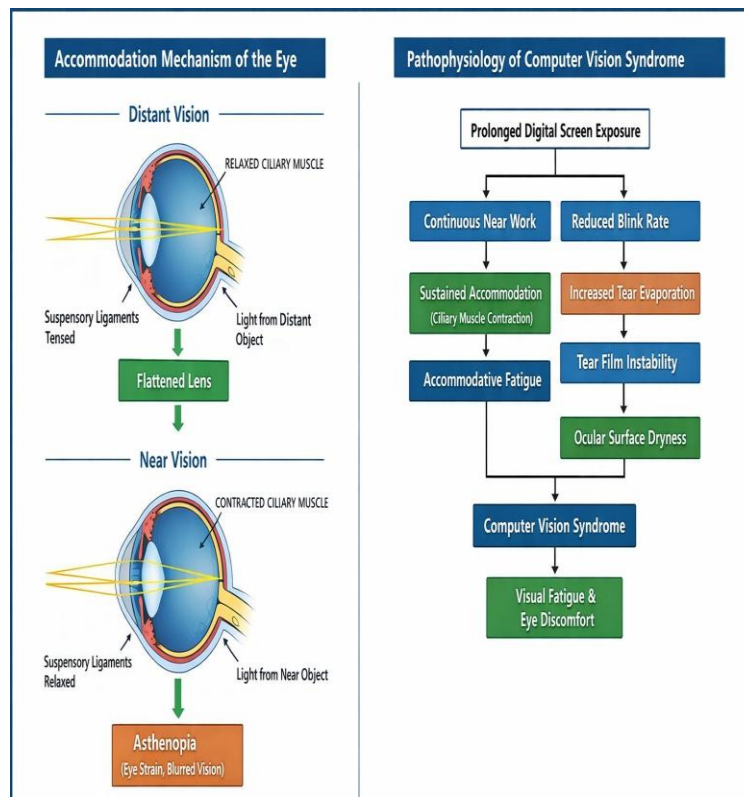 Accommodation Mechanism of the Eye
Distant Vision
RELAXED CILIARY MUSCLE
Suspensory Ligaments
Tensed
Light from Distant
Object
Flattened Lens
Near Vision
CONTRACTED CILIARY MUSCLE
Suspensory Ligaments
Relaxed
Light from Near Object
Asthenopia
(Eye Strain, Blurred Vision)
Pathophysiology of Computer Vision Syndrome
Prolonged Digital Screen Exposure
Continuous Near Work
Reduced Blink Rate
Sustained Accommodation
(Ciliary Muscle Contraction)
Increased Tear Evaporation
Accommodative Fatigue
Tear Film Instability
Ocular Surface Dryness
Computer Vision Syndrome
Visual Fatigue &
Eye Discomfort